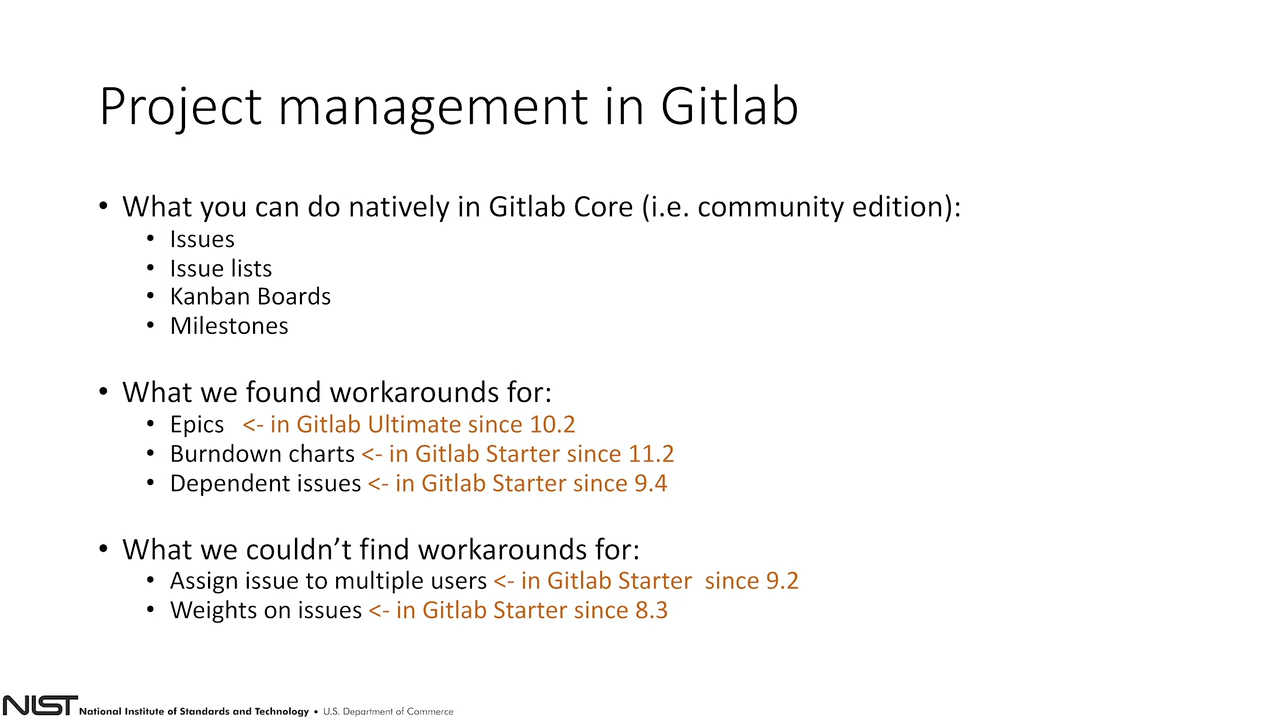 Project management in Gitlab
• What you can do natively in Gitlab Core (i.e. community edition):
• Issues
• Issue lists
• Kanban Boards
• Milestones
• What we found workarounds for:
• Epics <- in Gitlab Ultimate since 10.2
• Burndown charts <- in Gitlab Starter since 11.2
• Dependent issues <- in Gitlab Starter since 9.4
• What we couldn’t find workarounds for:
• Assign issue to multiple users <- in Gitlab Starter  since 9.2
• Weights on issues <- in Gitlab Starter since 8.3
NIST National Institute of Standards and Technology • U.S. Department of Commerce